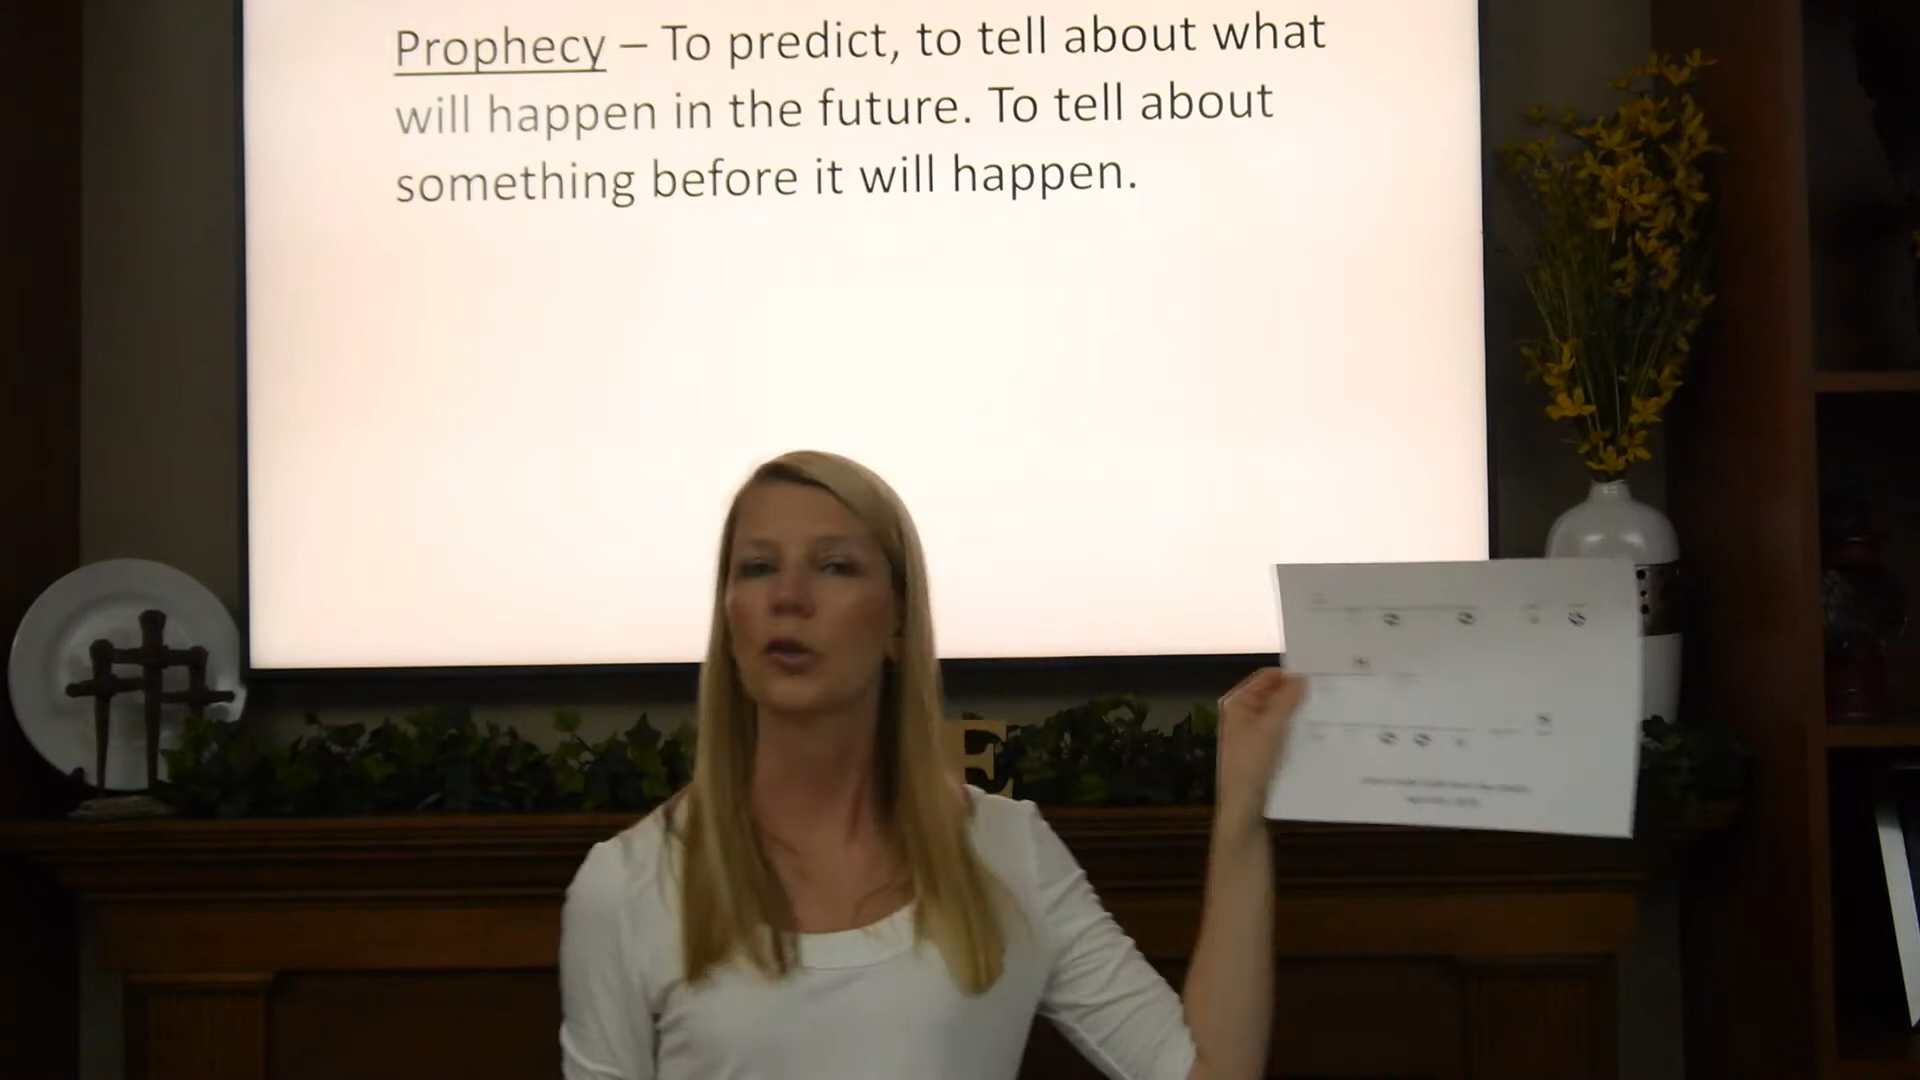 Prophecy – To predict, to tell about what
will happen in the future. To tell about
something before it will happen.
E